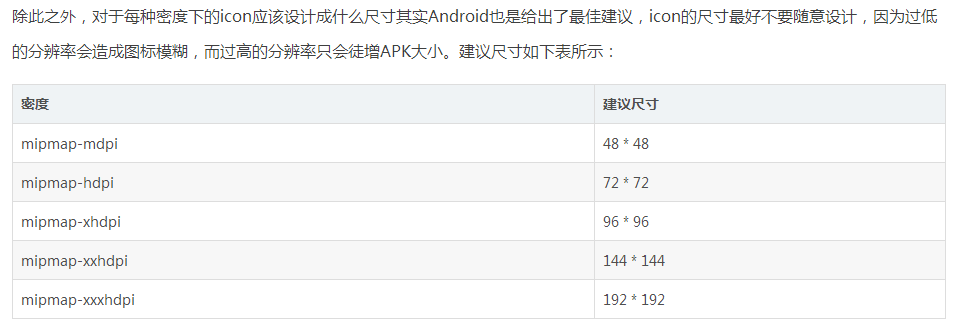 除此之外，对于每种密度下的icon应该设计成什么尺寸其实Android也是给出了最佳建议，icon的尺寸最好不要随意设计，因为过低
的分辨率会造成图标模糊，而过高的分辨率只会徒增APK大小。建议尺寸如下表所示：
密度 建议尺寸
mipmap-mdpi 48 * 48
mipmap-hdpi 72 * 72
mipmap-xhdpi 96 * 96
mipmap-xxhdpi 144 * 144
mipmap-xxxhdpi 192 * 192